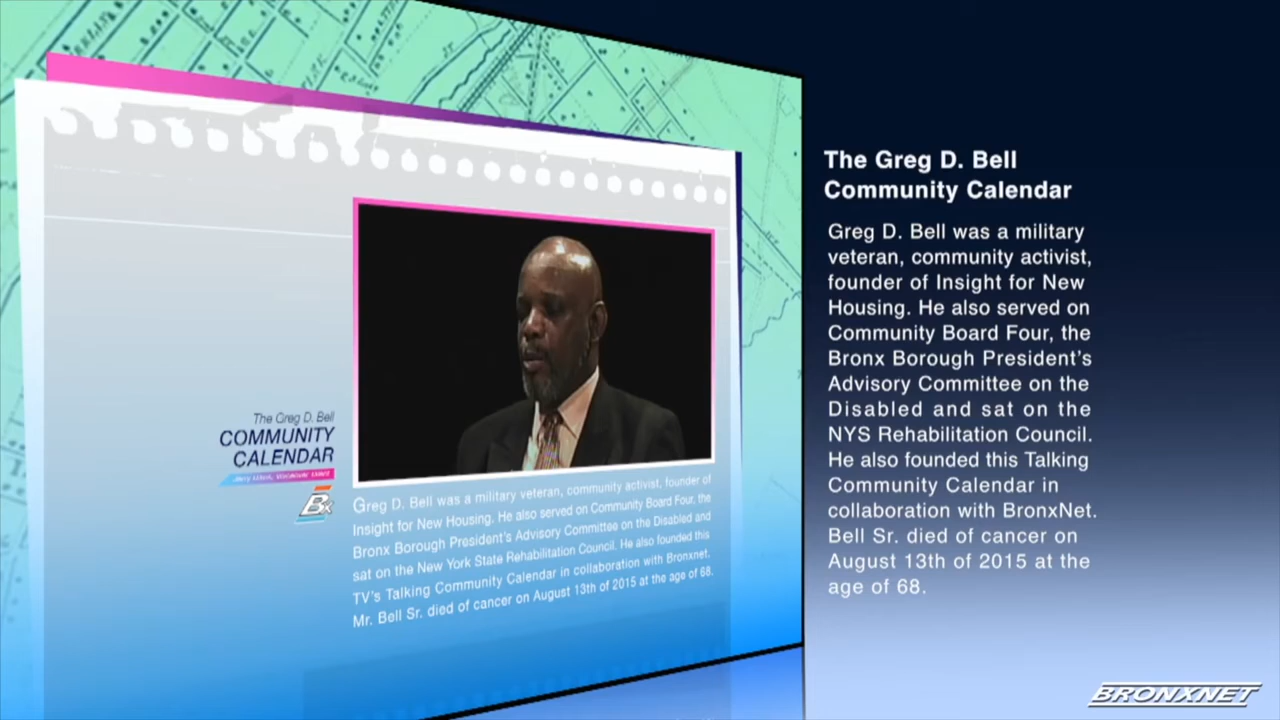 The Greg D. Bell
COMMUNITY
CALENDAR
Bx
Greg D. Bell was a military veteran, community activist, founder of
Insight for New Housing. He also served on Community Board Four, the
Bronx Borough President's Advisory Committee on the Disabled and
sat on the New York State Rehabilitation Council. He also founded this
TV's Talking Community Calendar in collaboration with Bronxnet.
Mr. Bell Sr. died of cancer on August 13th of 2015 at the age of 68.
The Greg D. Bell
Community Calendar
Greg D. Bell was a military
veteran, community activist,
founder of Insight for New
Housing. He also served on
Community Board Four, the
Bronx Borough President's
Advisory Committee on the
Disabled and sat on the
NYS Rehabilitation Council.
He also founded this Talking
Community Calendar in
collaboration with BronxNet.
Bell Sr. died of cancer on
August 13th of 2015 at the
age of 68.
BRONXNET